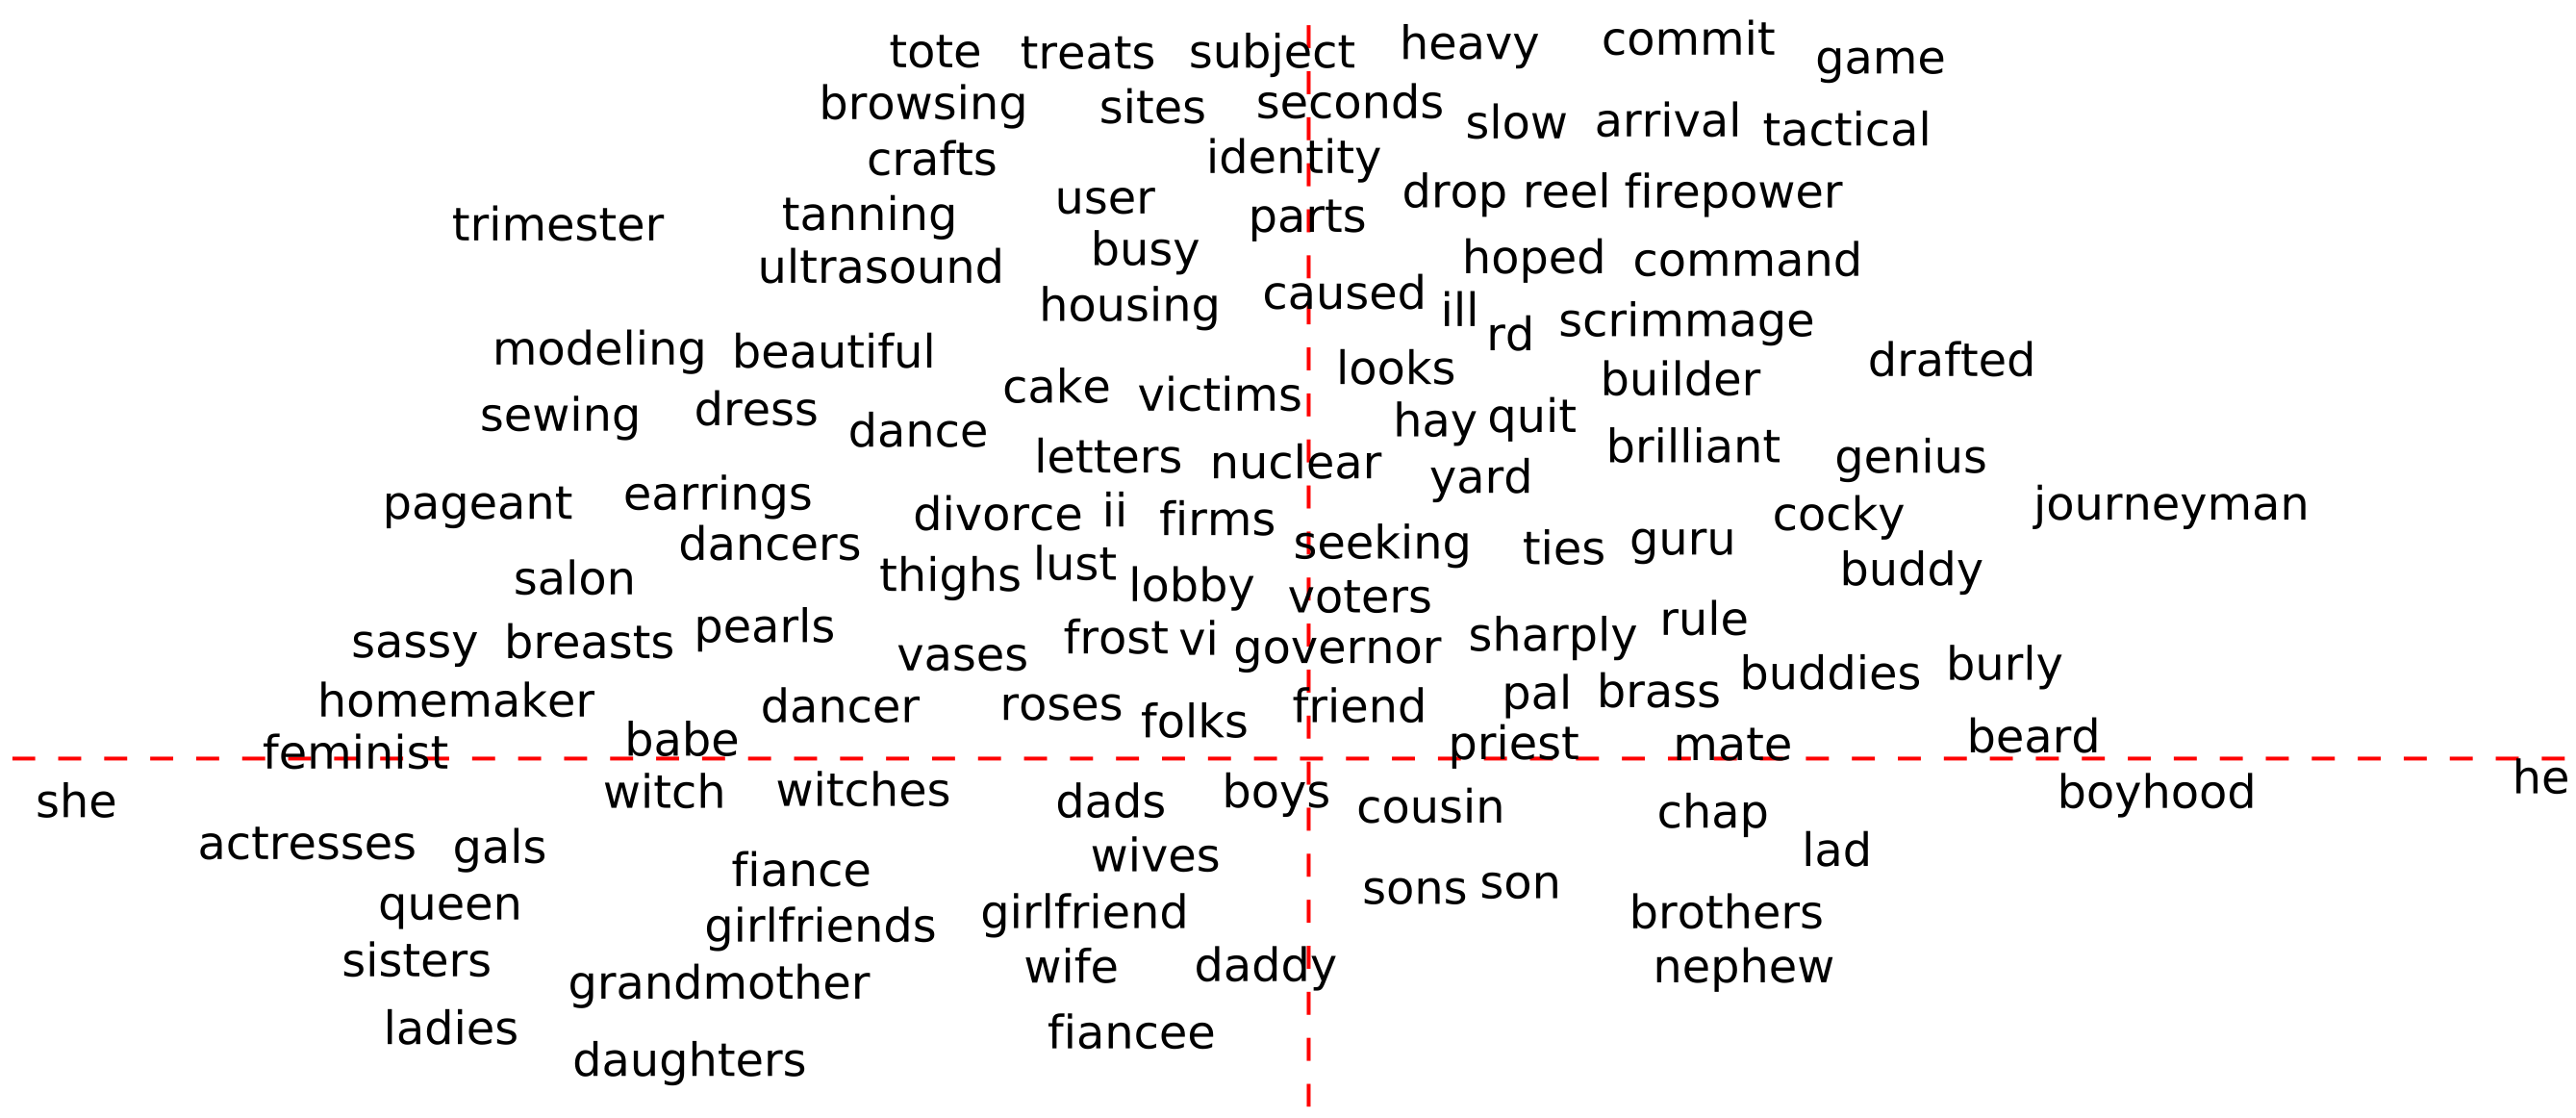 tote treats subject heavy commit game
browsing sites seconds slow arrival tactical
crafts identity
trimester tanning user parts drop reel firepower
ultrasound busy hoped command
housing caused ill rd scrimmage
modeling beautiful looks builder drafted
sewing dress dance cake victims hay quit
letters nuclear yard brilliant genius
pageant earrings divorce ii firms cocky journeyman
dancers seeking ties guru
salon thighs lust lobby voters buddy
sassy breasts pearls vases frost vi governor sharply rule
homemaker dancer roses folks friend pal brass buddies burly
feminist babe priest mate beard
she witch witches dads boys cousin chap boyhood he
actresses gals fiance wives lad
queen girlfriends girlfriend sons son brothers
sisters grandmother wife daddy nephew
ladies daughters fiancee